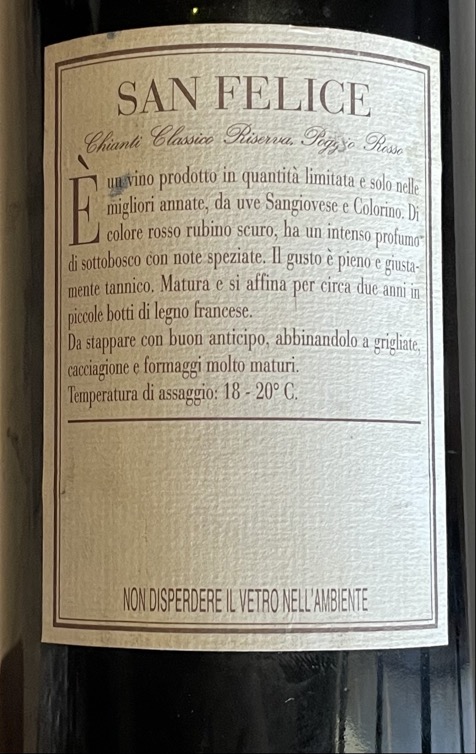 SAN FELICE
Chianti Classico Riserva, Poggio Rosso
È un vino prodotto in quantità limitata e solo nelle
migliori annate, da uve Sangiovese e Colorino. Di
colore rosso rubino scuro, ha un intenso profumo
di sottobosco con note speziate. Il gusto è pieno e giusta-
mente tannico. Matura e si affina per circa due anni in
piccole botti di legno francese.
Da stappare con buon anticipo, abbinandolo a grigliate,
cacciagione e formaggi molto maturi.
Temperatura di assaggio: 18 - 20° C.
NON DISPERDERE IL VETRO NELL'AMBIENTE